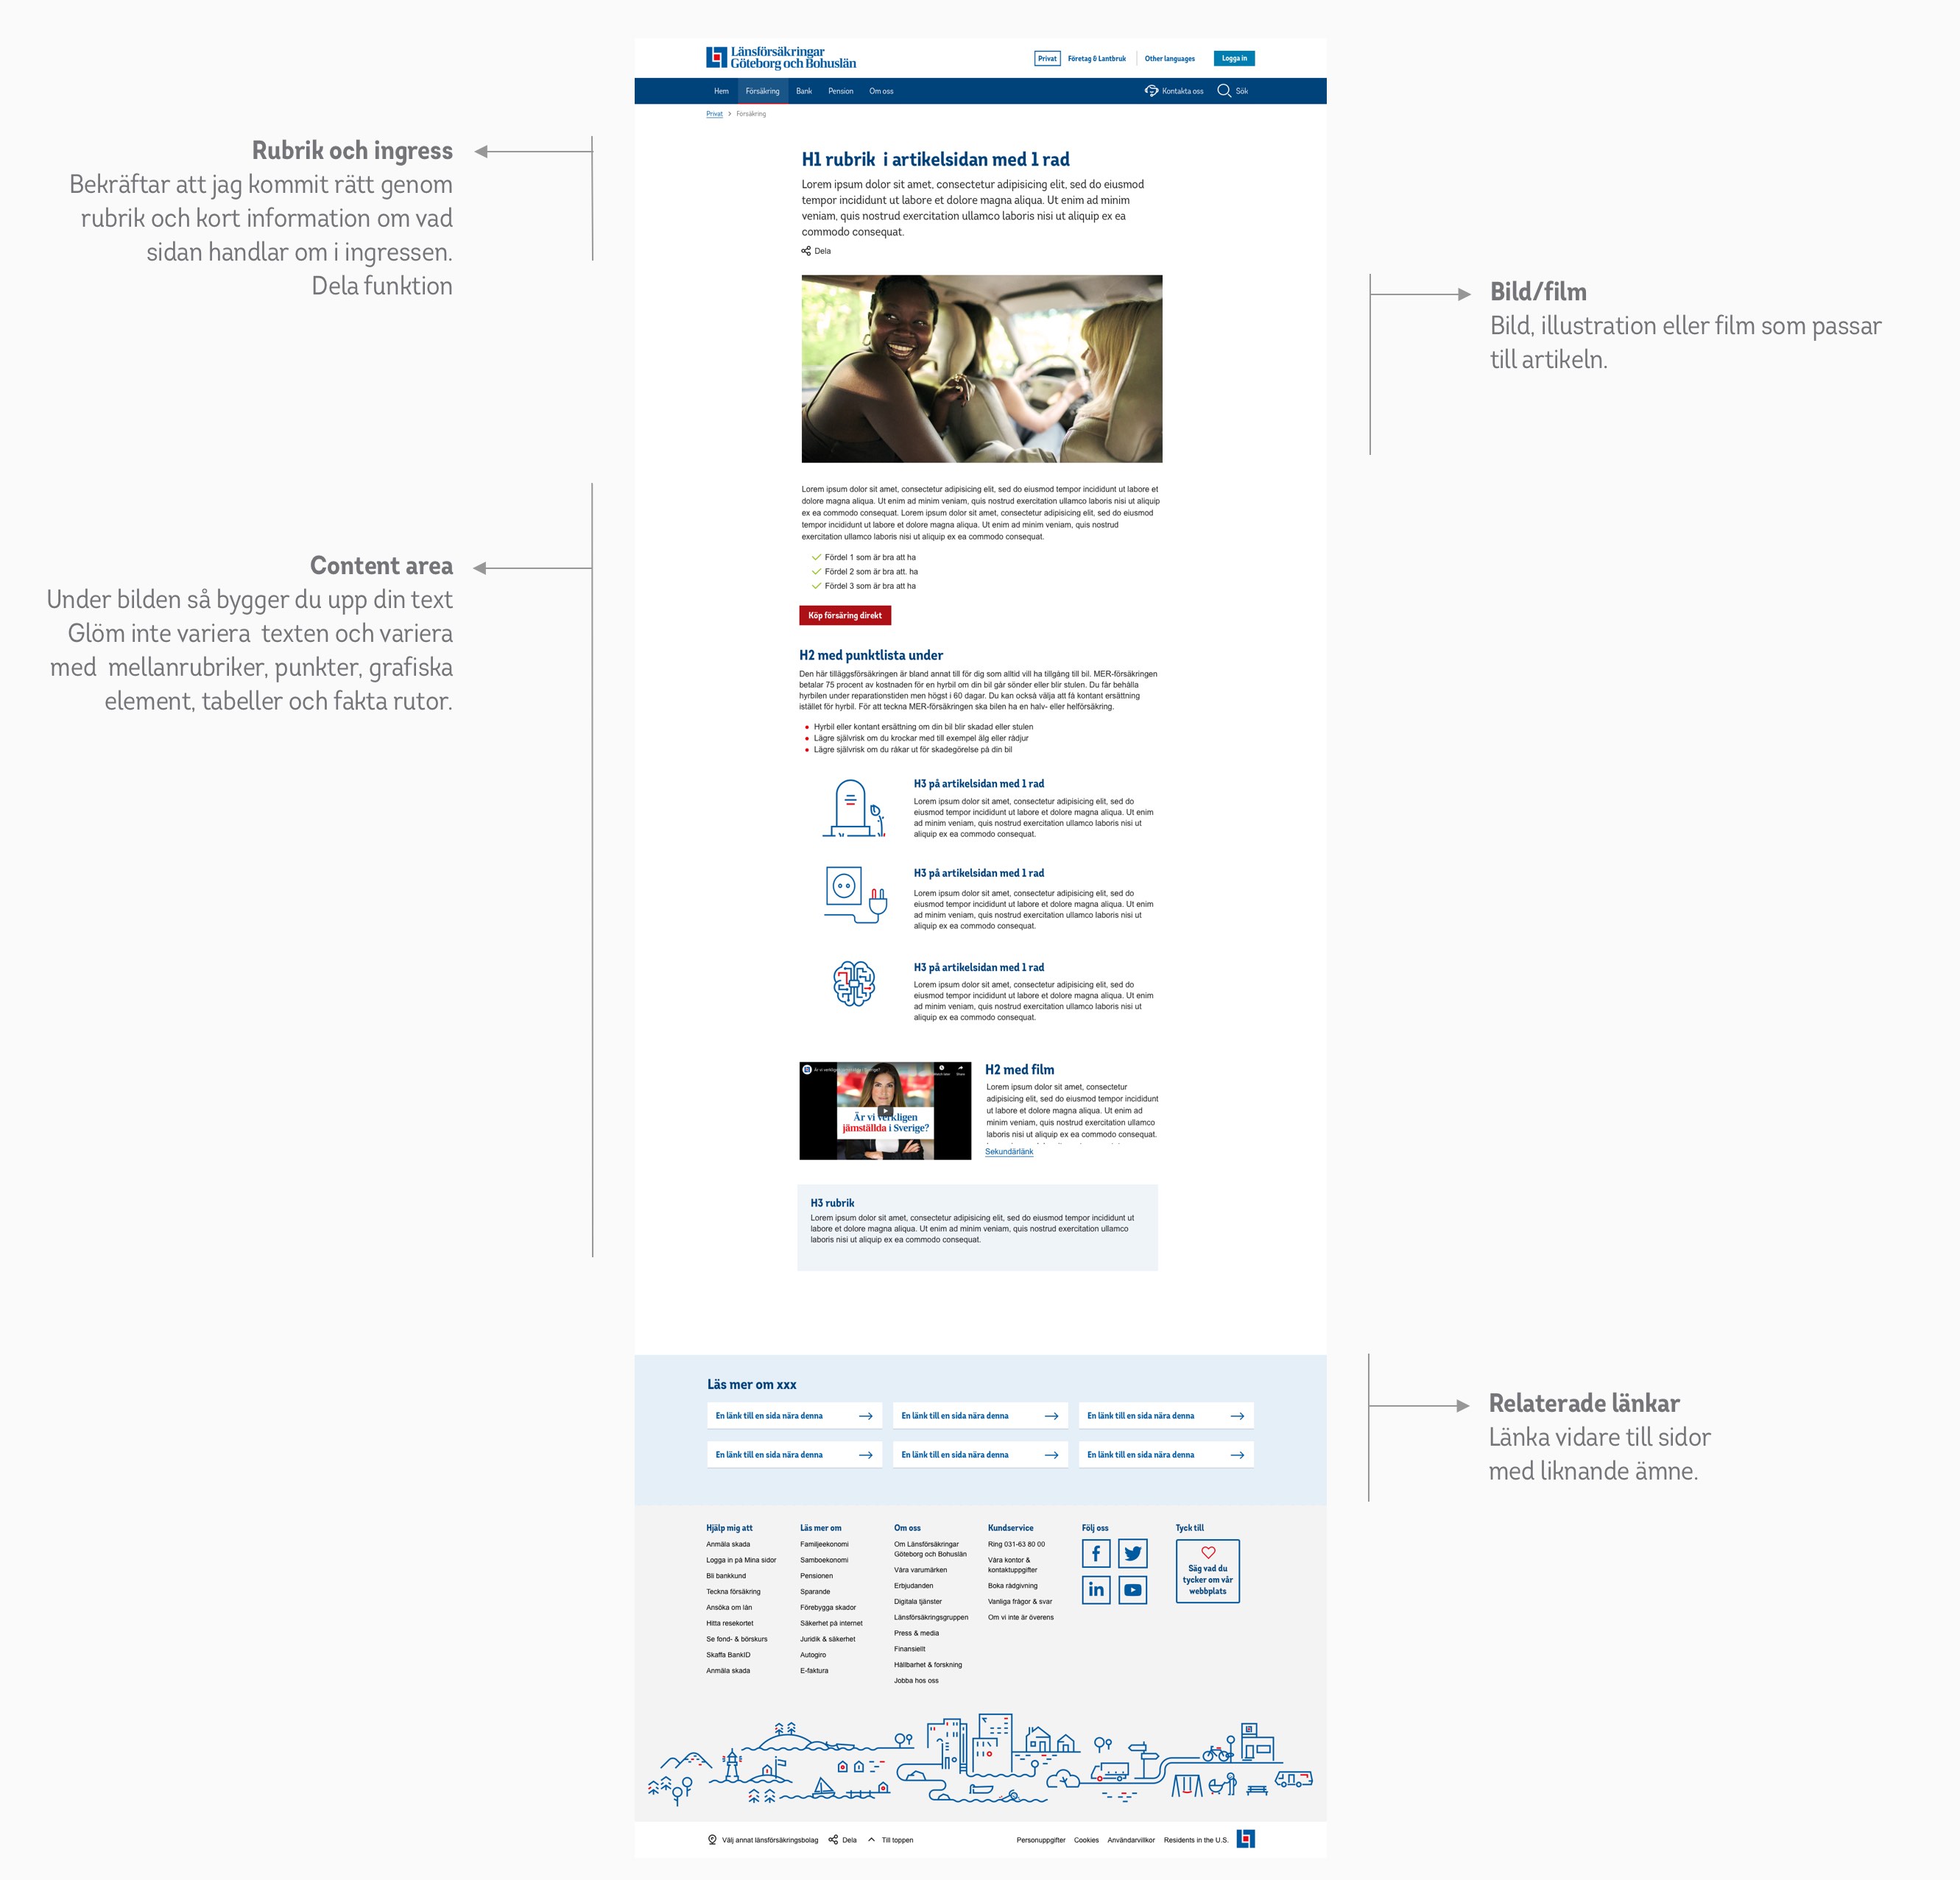 Länsförsäkringar
Göteborg och Bohuslän
Privat
Företag & Lantbruk
Other languages
Logga in
Hem
Försäkring
Bank
Pension
Om oss
Kontakta oss
Sök
Privat > Försäkring
Rubrik och ingress
Bekräftar att jag kommit rätt genom
rubrik och kort information om vad
sidan handlar om i ingressen.
Dela funktion
H1 rubrik i artikelsidan med 1 rad
Lorem ipsum dolor sit amet, consectetur adipisicing elit, sed do eiusmod
tempor incididunt ut labore et dolore magna aliqua. Ut enim ad minim
veniam, quis nostrud exercitation ullamco laboris nisi ut aliquip ex ea
commodo consequat.
Dela
Bild/film
Bild, illustration eller film som passar
till artikeln.
Lorem ipsum dolor sit amet, consectetur adipisicing elit, sed do eiusmod tempor incididunt ut labore et
dolore magna aliqua. Ut enim ad minim veniam, quis nostrud exercitation ullamco laboris nisi ut aliquip
ex ea commodo consequat. Lorem ipsum dolor sit amet, consectetur adipisicing elit, sed do eiusmod
tempor incididunt ut labore et dolore magna aliqua. Ut enim ad minim veniam, quis nostrud
exercitation ullamco laboris nisi ut aliquip ex ea commodo consequat.
Fördel 1 som är bra att ha
Fördel 2 som är bra att. ha
Fördel 3 som är bra att ha
Köp försäring direkt
Content area
Under bilden så bygger du upp din text
Glöm inte variera texten och variera
med mellanrubriker, punkter, grafiska
element, tabeller och fakta rutor.
H2 med punktlista under
Den här tilläggsförsäkringen är bland annat till för dig som alltid vill ha tillgång till bil. MER-försäkringen
betalar 75 procent av kostnaden för en hyrbil om din bil går sönder eller blir stulen. Du får behålla
hyrbilen under reparationstiden men högst i 60 dagar. Du kan också välja att få kontant ersättning
istället för hyrbil. För att teckna MER-försäkringen ska bilen ha en halv- eller helförsäkring.
Hyrbil eller kontant ersättning om din bil blir skadad eller stulen
Lägre självrisk om du krockar med till exempel älg eller rådjur
Lägre självrisk om du råkar ut för skadegörelse på din bil
H3 på artikelsidan med 1 rad
Lorem ipsum dolor sit amet, consectetur adipisicing elit, sed do
eiusmod tempor incididunt ut labore et dolore magna aliqua. Ut enim
ad minim veniam, quis nostrud exercitation ullamco laboris nisi ut
aliquip ex ea commodo consequat.
H3 på artikelsidan med 1 rad
Lorem ipsum dolor sit amet, consectetur adipisicing elit, sed do
eiusmod tempor incididunt ut labore et dolore magna aliqua. Ut enim
ad minim veniam, quis nostrud exercitation ullamco laboris nisi ut
aliquip ex ea commodo consequat.
H3 på artikelsidan med 1 rad
Lorem ipsum dolor sit amet, consectetur adipisicing elit, sed do
eiusmod tempor incididunt ut labore et dolore magna aliqua. Ut enim
ad minim veniam, quis nostrud exercitation ullamco laboris nisi ut
aliquip ex ea commodo consequat.
Är vi verkligen
jämställda i Sverige?
H2 med film
Lorem ipsum dolor sit amet, consectetur
adipisicing elit, sed do eiusmod tempor incididunt
ut labore et dolore magna aliqua. Ut enim ad
minim veniam, quis nostrud exercitation ullamco
laboris nisi ut aliquip ex ea commodo consequat.
Sekundärlänk
H3 rubrik
Lorem ipsum dolor sit amet, consectetur adipisicing elit, sed do eiusmod tempor incididunt ut
labore et dolore magna aliqua. Ut enim ad minim veniam, quis nostrud exercitation ullamco
laboris nisi ut aliquip ex ea commodo consequat.
Läs mer om xxx
En länk till en sida nära denna
En länk till en sida nära denna
En länk till en sida nära denna
En länk till en sida nära denna
En länk till en sida nära denna
En länk till en sida nära denna
Relaterade länkar
Länka vidare till sidor
med liknande ämne.
Hjälp mig att
Anmäla skada
Logga in på Mina sidor
Bli bankkund
Teckna försäkring
Ansöka om lån
Hitta resekortet
Se fond- & börskurs
Skaffa BankID
Anmäla skada
Läs mer om
Familjeekonomi
Samboekonomi
Pensionen
Sparande
Förebygga skador
Säkerhet på internet
Juridik & säkerhet
Autogiro
E-faktura
Om oss
Om Länsförsäkringar
Göteborg och Bohuslän
Våra varumärken
Erbjudanden
Digitala tjänster
Länsförsäkringsgruppen
Press & media
Finansiellt
Hållbarhet & forskning
Jobba hos oss
Kundservice
Ring 031-63 80 00
Våra kontor &
kontaktuppgifter
Boka rådgivning
Vanliga frågor & svar
Om vi inte är överens
Följ oss
Tyck till
Säg vad du
tycker om vår
webbplats
Välj annat länsförsäkringsbolag
Dela
Till toppen
Personuppgifter
Cookies
Användarvillkor
Residents in the U.S.